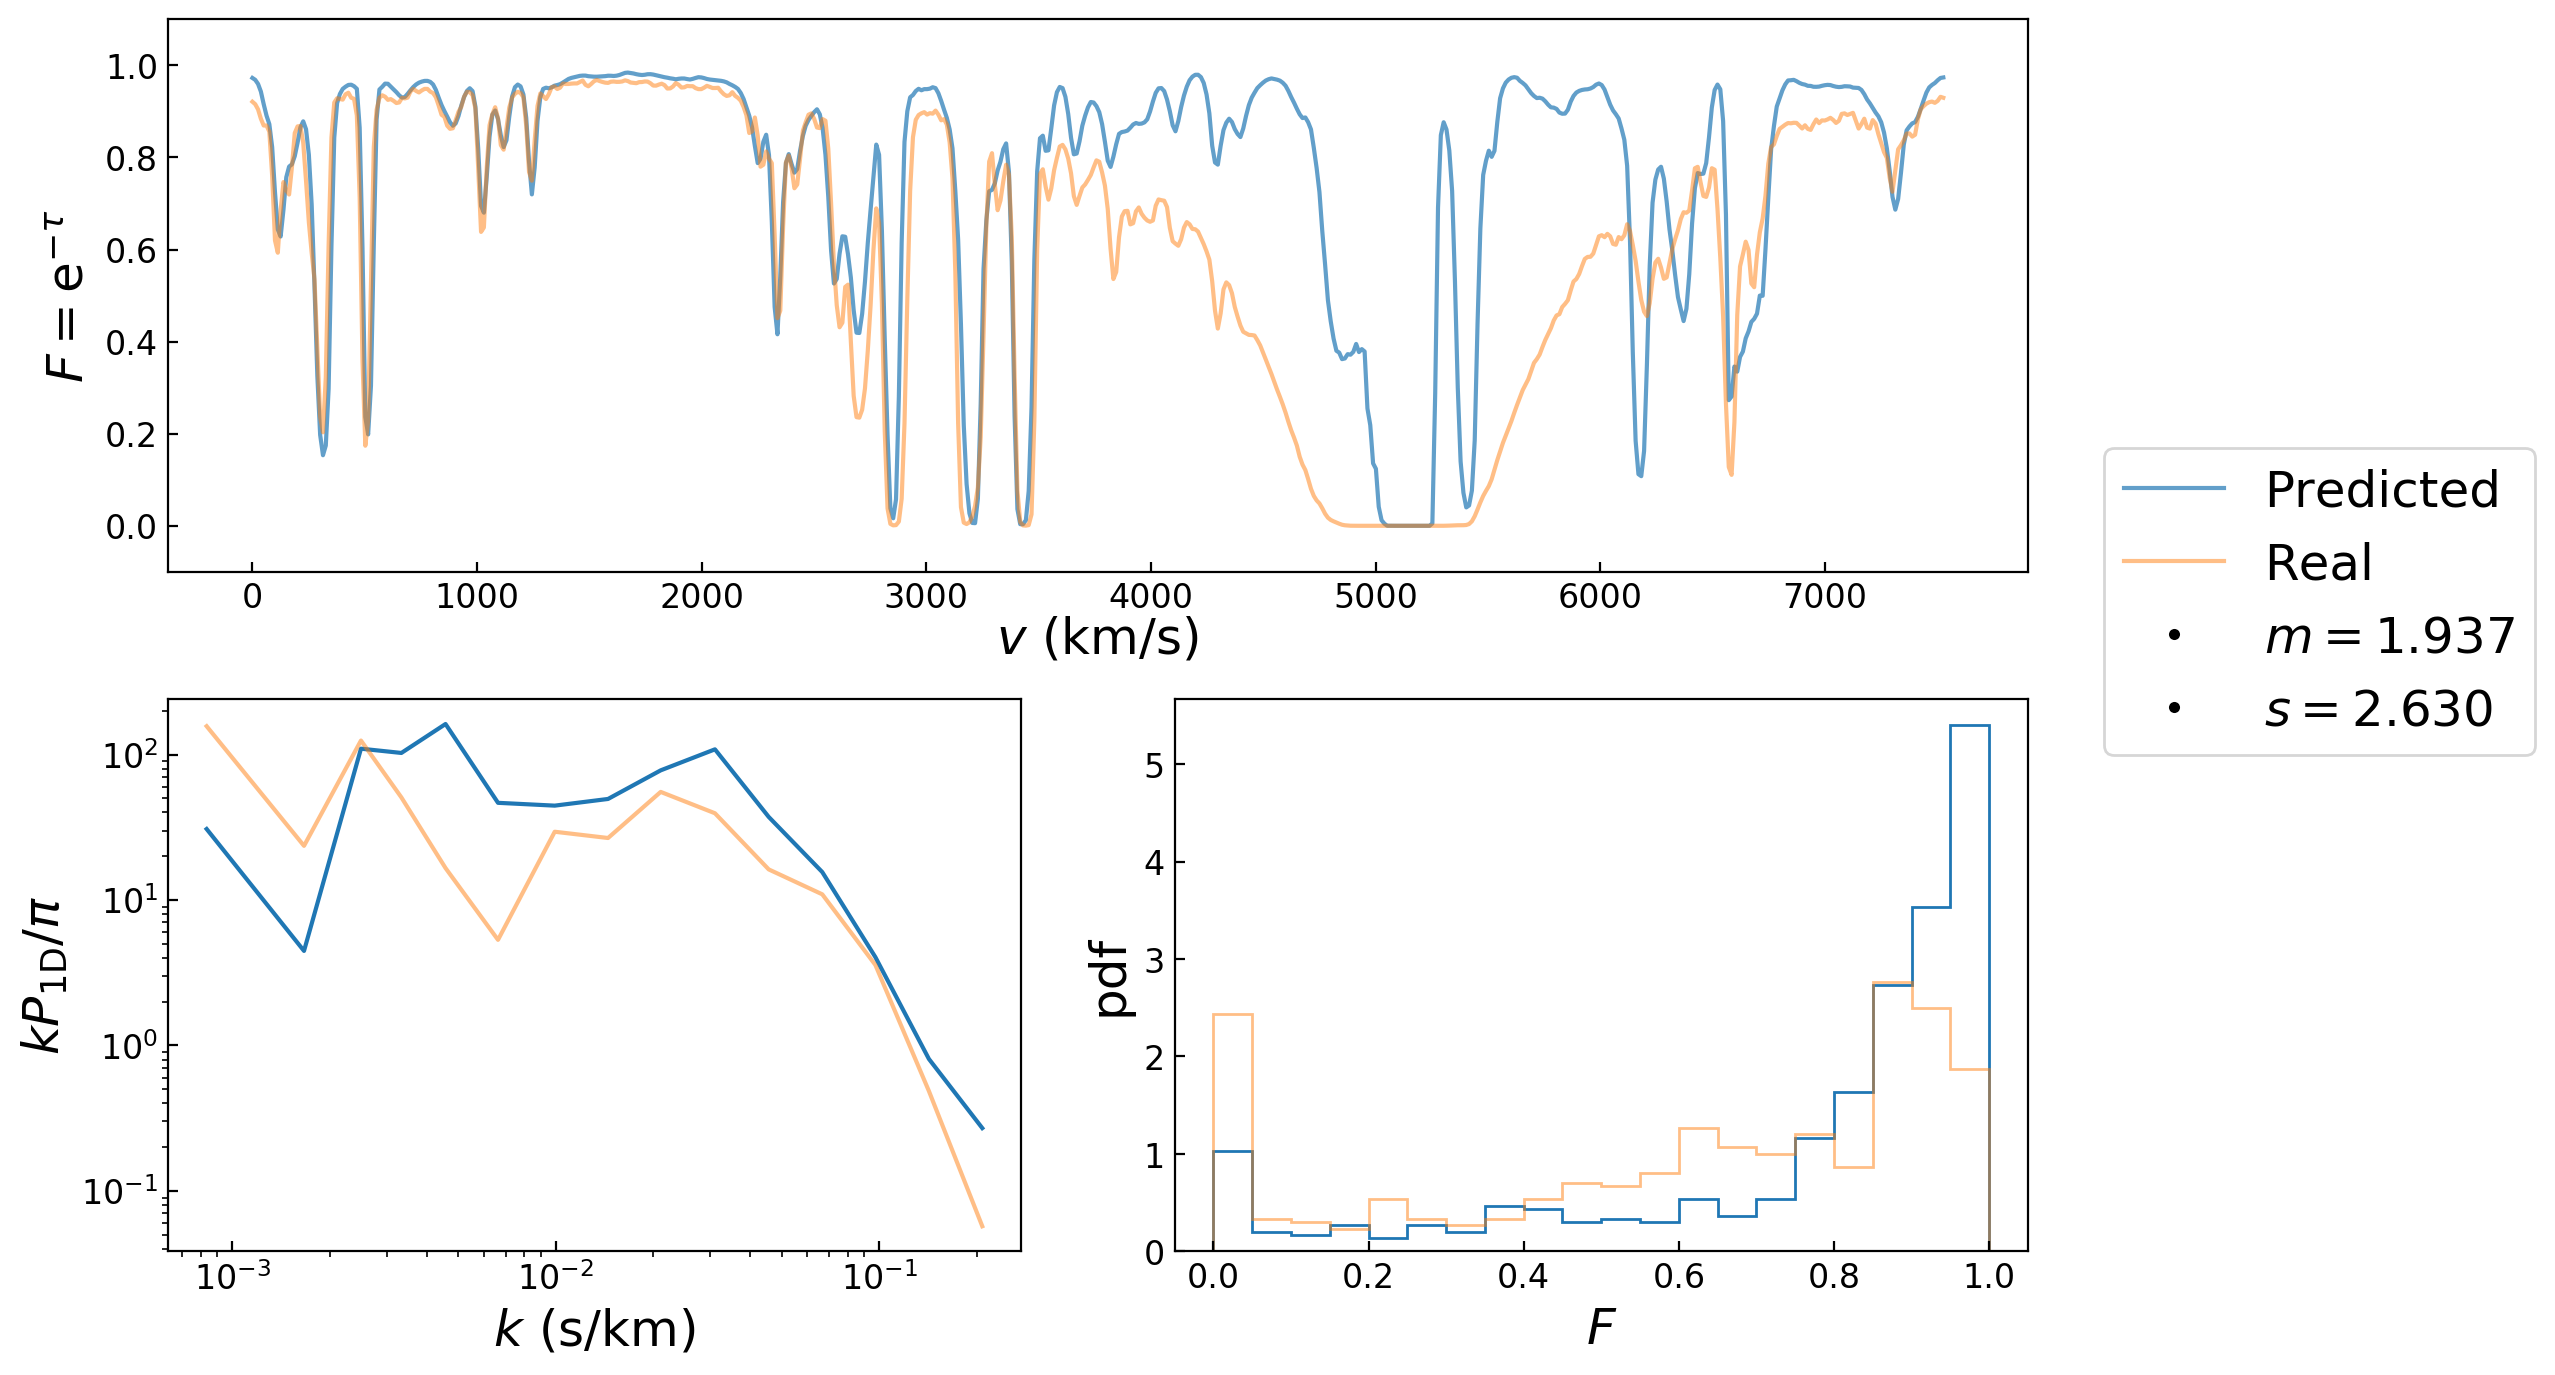 1.0
0.8
0.6
0.4
0.2
0.0
F = e^{-τ}
0 1000 2000 3000 4000 5000 6000 7000
v (km/s)
Predicted
Real
m = 1.937
s = 2.630
10^2
10^1
10^0
10^{-1}
kP_{1D}/π
10^{-3} 10^{-2} 10^{-1}
k (s/km)
5
4
3
2
1
0
pdf
0.0 0.2 0.4 0.6 0.8 1.0
F